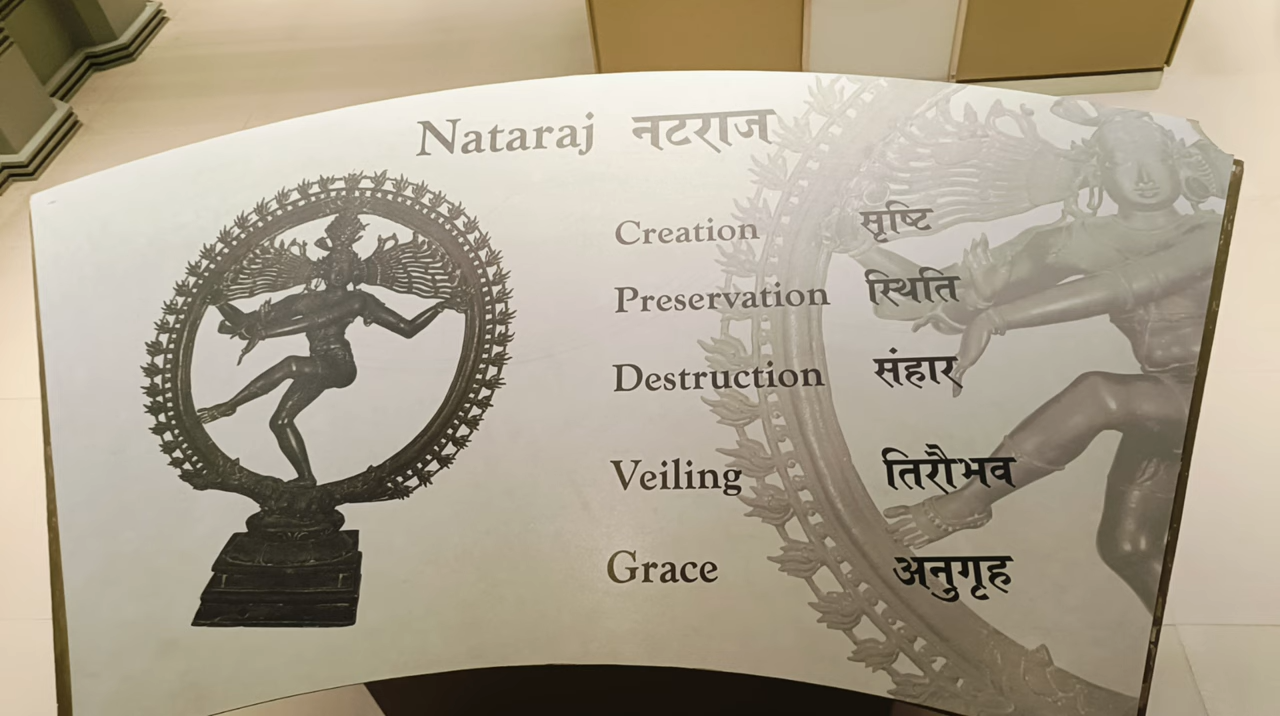 Nataraj नटराज
Creation सृष्टि
Preservation स्थिति
Destruction संहार
Veiling तिरौभव
Grace अनुगृह